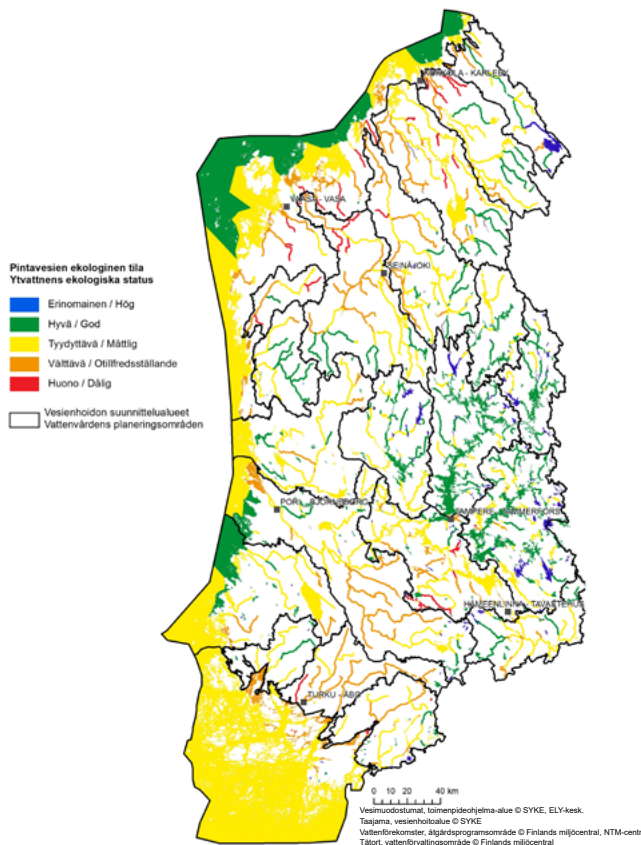 KOKKOLA - KARLEBY
VAASA - VASA
SEINÄJOKI
Pintavesien ekologinen tila
Ytvattnens ekologiska status
Erinomainen / Hög
Hyvä / God
Tyydyttävä / Måttlig
Välttävä / Otillfredsställande
Huono / Dålig
Vesienhoidon suunnittelualueet
Vattenvårdens planeringsområden
PORI - BJÖRNEBORG
TAMPERE - TAMMERFORS
HÄMEENLINNA - TAVASTEHUS
TURKU - ÅBO
0 10 20 40 km
Vesimuodostumat, toimenpideohjelma-alue © SYKE, ELY-kesk.
Taajama, vesienhoitoalue © SYKE
Vattenförekomster, åtgärdsprogramsområde © Finlands miljöcentral, NTM-centr
Tätort, vattenförvaltingsområde © Finlands miljöcentral